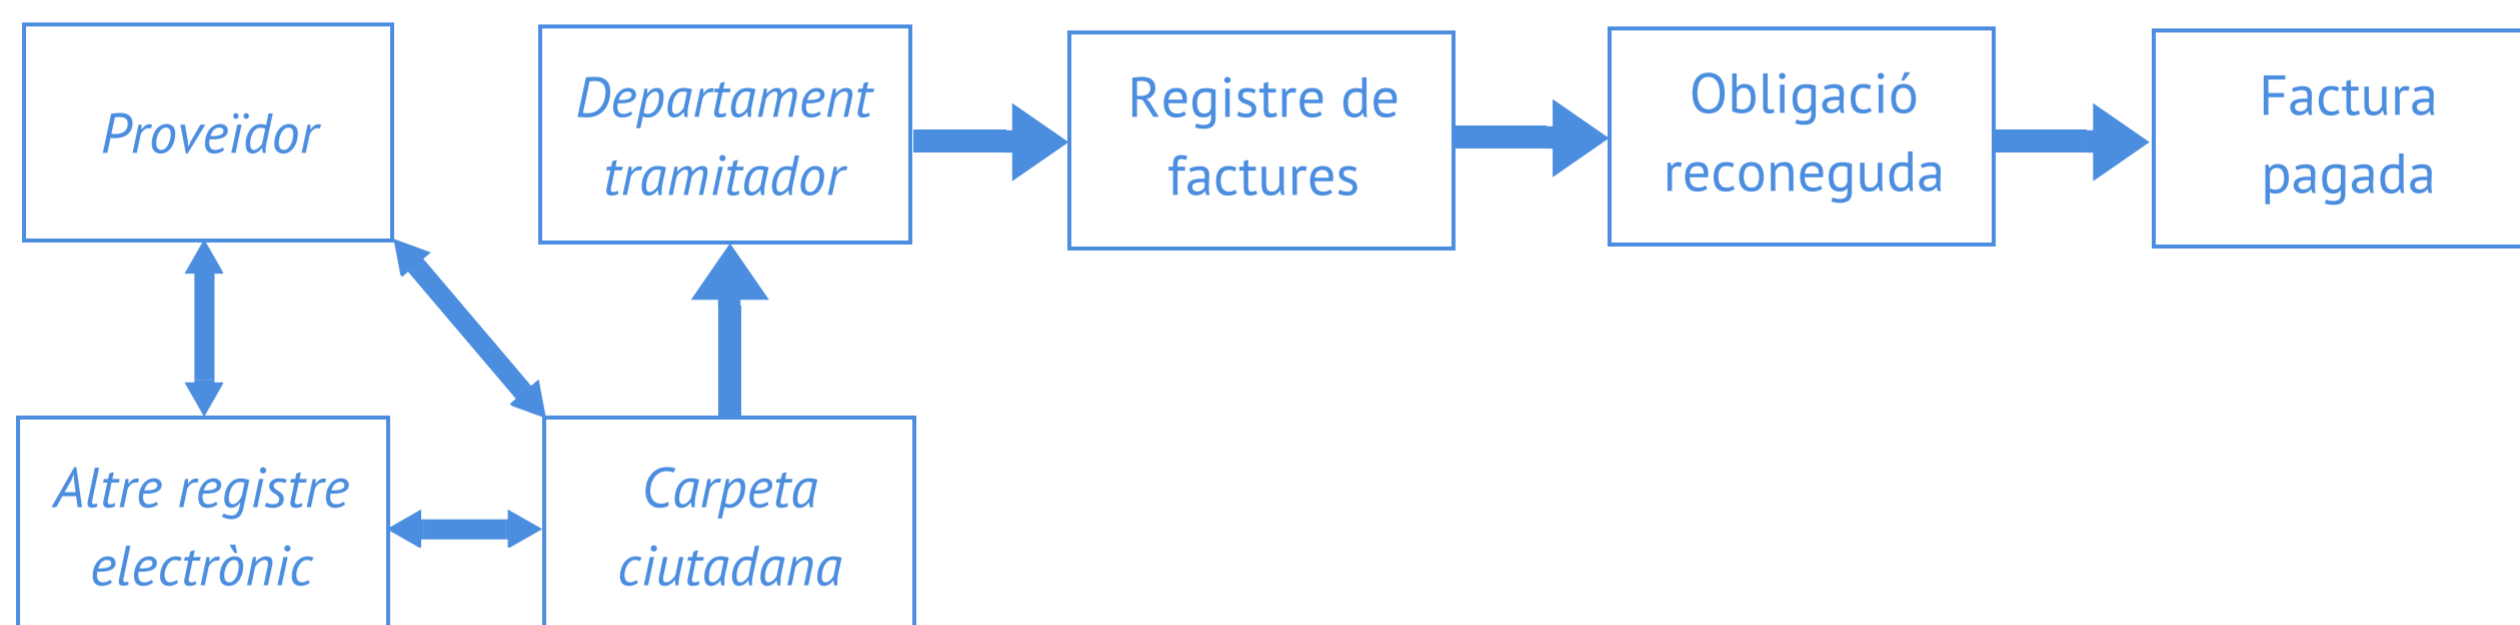 Proveïdor
Departament
tramitador
Registre de
factures
Obligació
reconeguda
Factura
pagada
Altre registre
electrònic
Carpeta
ciutadana